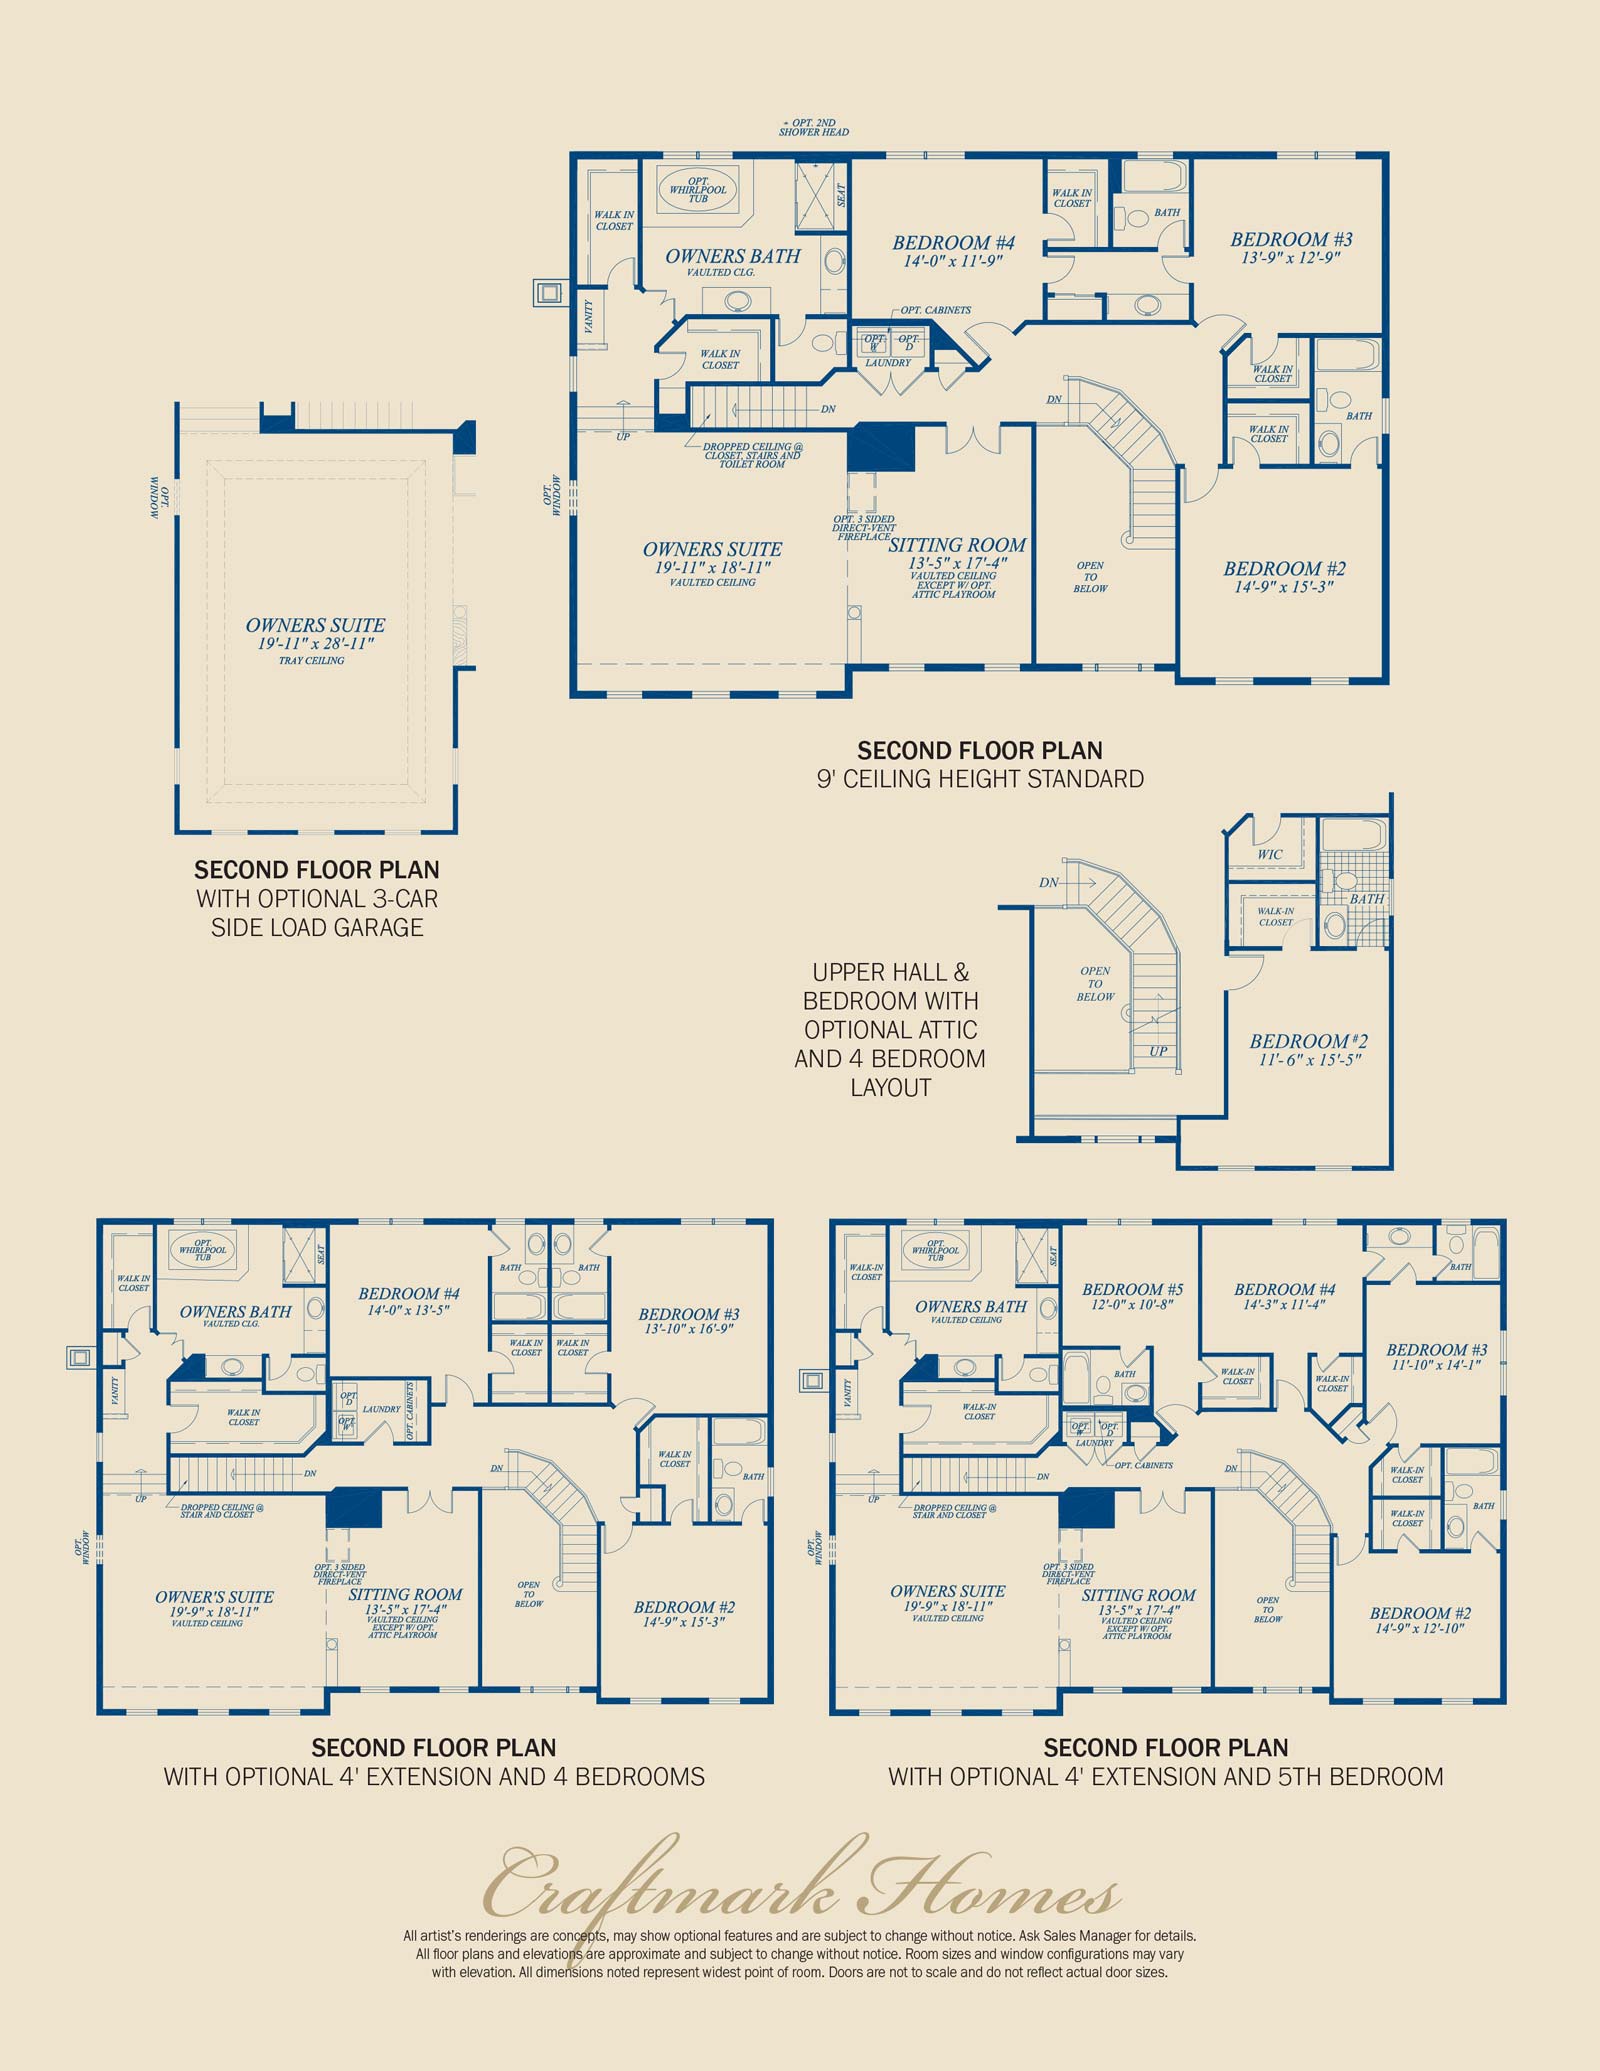 + OPT. 2ND
SHOWER HEAD
OPT.
WHIRLPOOL
TUB
SEAT
WALK IN
CLOSET
OWNERS BATH
VAULTED CLG.
VANITY
WALK IN
CLOSET
BEDROOM #4
14'-0" x 11'-9"
WALK IN
CLOSET
BATH
BEDROOM #3
13'-9" x 12'-9"
OPT. CABINETS
OPT.
W
OPT.
D
LAUNDRY
WALK IN
CLOSET
WALK IN
CLOSET
BATH
DN
DN
UP
DROPPED CEILING @
CLOSET, STAIRS AND
TOILET ROOM
OPT.
WINDOW
OPT. 3 SIDED
DIRECT-VENT
FIREPLACE
OWNERS SUITE
19'-11" x 18'-11"
VAULTED CEILING
SITTING ROOM
13'-5" x 17'-4"
VAULTED CEILING
EXCEPT W/ OPT.
ATTIC PLAYROOM
OPEN
TO
BELOW
BEDROOM #2
14'-9" x 15'-3"
SECOND FLOOR PLAN
9' CEILING HEIGHT STANDARD
OPT.
WINDOW
OWNERS SUITE
19'-11" x 28'-11"
TRAY CEILING
SECOND FLOOR PLAN
WITH OPTIONAL 3-CAR
SIDE LOAD GARAGE
WIC
WALK-IN
CLOSET
BATH
DN
OPEN
TO
BELOW
UP
BEDROOM #2
11'-6" x 15'-5"
UPPER HALL &
BEDROOM WITH
OPTIONAL ATTIC
AND 4 BEDROOM
LAYOUT
OPT.
WHIRLPOOL
TUB
SEAT
WALK IN
CLOSET
OWNERS BATH
VAULTED CLG.
VANITY
WALK IN
CLOSET
BEDROOM #4
14'-0" x 13'-5"
BATH
BATH
WALK IN
CLOSET
WALK IN
CLOSET
BEDROOM #3
13'-10" x 16'-9"
OPT.
D
OPT.
W
LAUNDRY
OPT. CABINETS
WALK IN
CLOSET
BATH
DN
DN
UP
DROPPED CEILING @
STAIR AND CLOSET
OPT.
WINDOW
OPT. 3 SIDED
DIRECT-VENT
FIREPLACE
OWNER'S SUITE
19'-9" x 18'-11"
VAULTED CEILING
SITTING ROOM
13'-5" x 17'-4"
VAULTED CEILING
EXCEPT W/ OPT.
ATTIC PLAYROOM
OPEN
TO
BELOW
BEDROOM #2
14'-9" x 15'-3"
SECOND FLOOR PLAN
WITH OPTIONAL 4' EXTENSION AND 4 BEDROOMS
OPT.
WHIRLPOOL
TUB
SEAT
WALK-IN
CLOSET
OWNERS BATH
VAULTED CEILING
VANITY
WALK-IN
CLOSET
BEDROOM #5
12'-0" x 10'-8"
BATH
BEDROOM #4
14'-3" x 11'-4"
WALK-IN
CLOSET
WALK-IN
CLOSET
BATH
BEDROOM #3
11'-10" x 14'-1"
OPT.
W
OPT.
D
LAUNDRY
OPT. CABINETS
WALK-IN
CLOSET
WALK-IN
CLOSET
BATH
DN
DN
UP
DROPPED CEILING @
STAIR AND CLOSET
OPT.
WINDOW
OPT. 3 SIDED
DIRECT-VENT
FIREPLACE
OWNERS SUITE
19'-9" x 18'-11"
VAULTED CEILING
SITTING ROOM
13'-5" x 17'-4"
VAULTED CEILING
EXCEPT W/ OPT.
ATTIC PLAYROOM
OPEN
TO
BELOW
BEDROOM #2
14'-9" x 12'-10"
SECOND FLOOR PLAN
WITH OPTIONAL 4' EXTENSION AND 5TH BEDROOM
Craftmark Homes
All artist's renderings are concepts, may show optional features and are subject to change without notice. Ask Sales Manager for details.
All floor plans and elevations are approximate and subject to change without notice. Room sizes and window configurations may vary
with elevation. All dimensions noted represent widest point of room. Doors are not to scale and do not reflect actual door sizes.